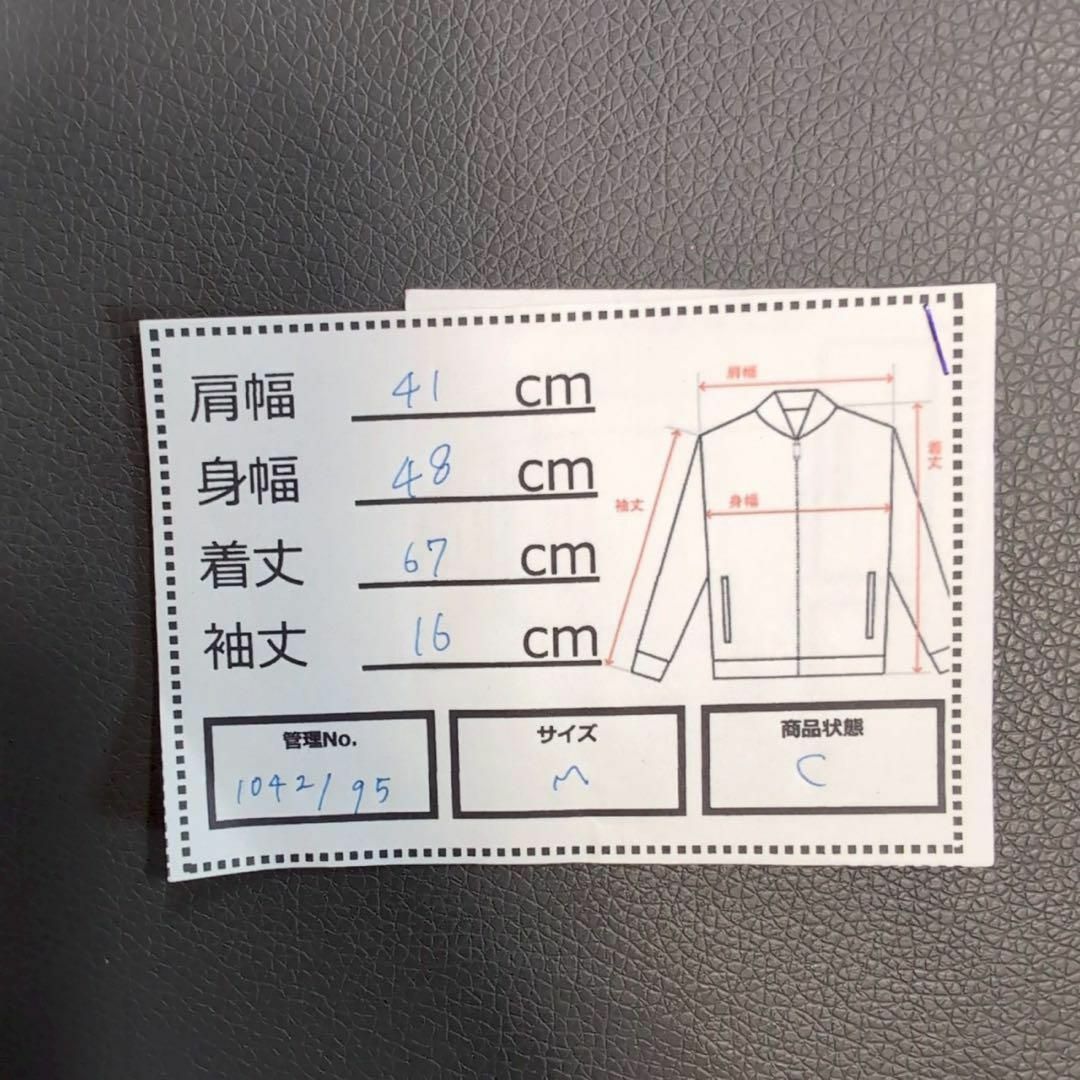 肩幅 41 cm
身幅 48 cm
着丈 67 cm
袖丈 16 cm
肩幅
着丈
袖丈
身幅
管理No.
1042/95
サイズ
M
商品状態
C